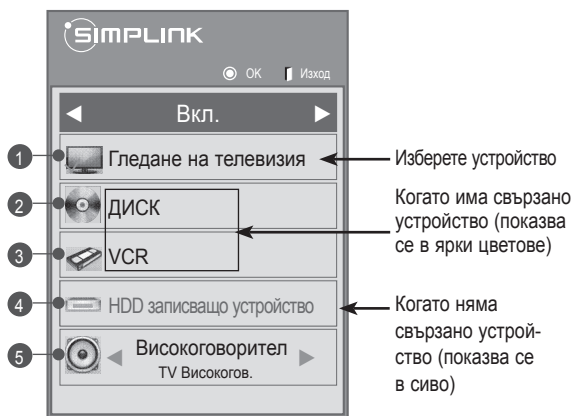 SIMPLINK
OK Изход
Вкл.
1 Гледане на телевизия
Изберете устройство
2 ДИСК
3 VCR
Когато има свързано
устройство (показва
се в ярки цветове)
4 HDD записващо устройство
Когато няма
свързано устрой-
ство (показва се
в сиво)
5 Високоговорител
TV Високогов.